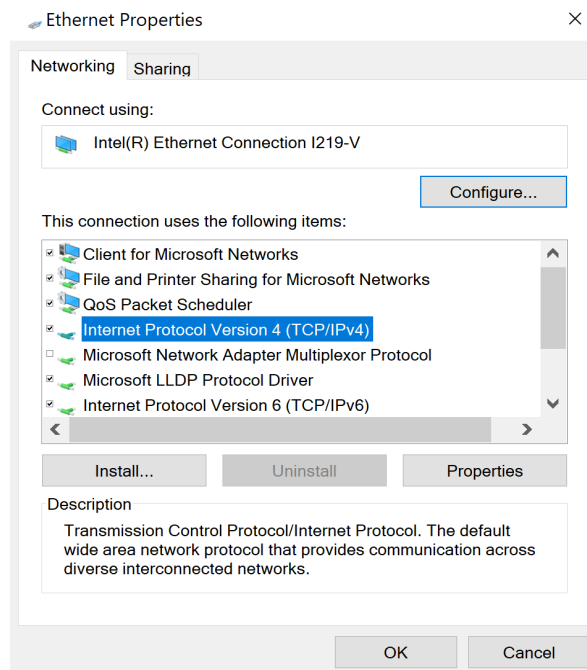 Ethernet Properties
Networking
Sharing
Connect using:
Intel(R) Ethernet Connection I219-V
Configure...
This connection uses the following items:
Client for Microsoft Networks
File and Printer Sharing for Microsoft Networks
QoS Packet Scheduler
Internet Protocol Version 4 (TCP/IPv4)
Microsoft Network Adapter Multiplexor Protocol
Microsoft LLDP Protocol Driver
Internet Protocol Version 6 (TCP/IPv6)
Install...
Uninstall
Properties
Description
Transmission Control Protocol/Internet Protocol. The default
wide area network protocol that provides communication across
diverse interconnected networks.
OK
Cancel